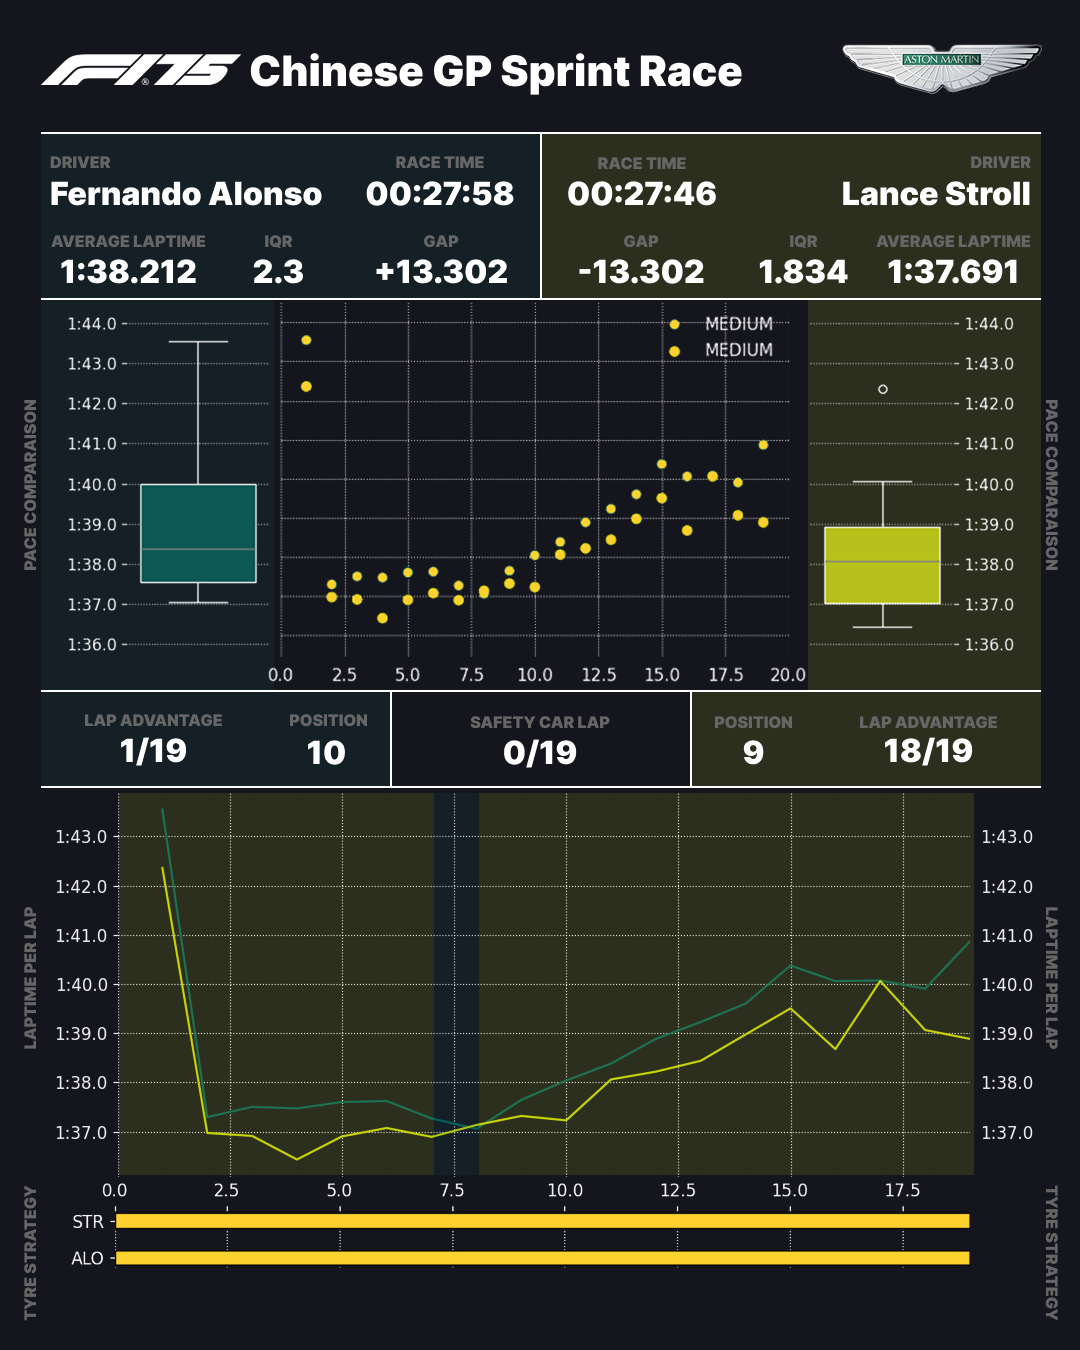 F1.75 Chinese GP Sprint Race
ASTON MARTIN
DRIVER RACE TIME
Fernando Alonso 00:27:58
AVERAGE LAPTIME IQR GAP
1:38.212 2.3 +13.302
RACE TIME DRIVER
00:27:46 Lance Stroll
GAP IQR AVERAGE LAPTIME
-13.302 1.834 1:37.691
PACE COMPARAISON
1:44.0
1:43.0
1:42.0
1:41.0
1:40.0
1:39.0
1:38.0
1:37.0
1:36.0
MEDIUM
MEDIUM
0.0 2.5 5.0 7.5 10.0 12.5 15.0 17.5 20.0
1:44.0
1:43.0
1:42.0
1:41.0
1:40.0
1:39.0
1:38.0
1:37.0
1:36.0
PACE COMPARAISON
LAP ADVANTAGE POSITION
1/19 10
SAFETY CAR LAP
0/19
POSITION LAP ADVANTAGE
9 18/19
LAPTIME PER LAP
1:43.0
1:42.0
1:41.0
1:40.0
1:39.0
1:38.0
1:37.0
1:43.0
1:42.0
1:41.0
1:40.0
1:39.0
1:38.0
1:37.0
LAPTIME PER LAP
0.0 2.5 5.0 7.5 10.0 12.5 15.0 17.5
TYRE STRATEGY
STR
ALO
TYRE STRATEGY